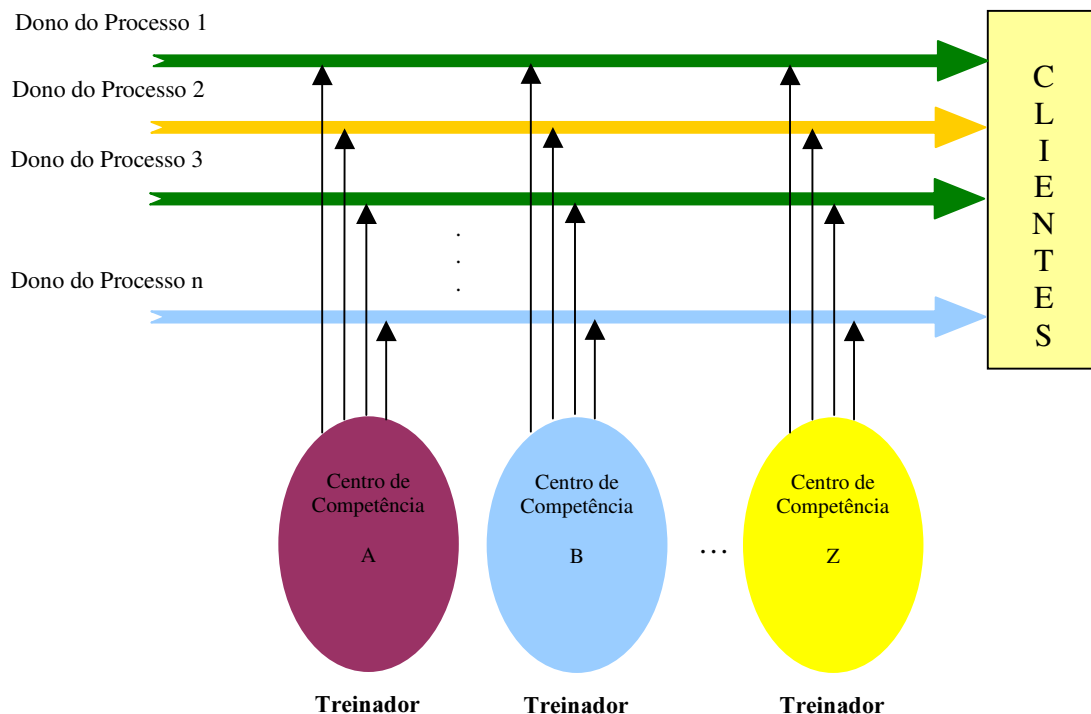 Dono do Processo 1
Dono do Processo 2
Dono do Processo 3
.
.
.
Dono do Processo n
C
L
I
E
N
T
E
S
Centro de
Competência
A
Centro de
Competência
B
…
Centro de
Competência
Z
Treinador
Treinador
Treinador